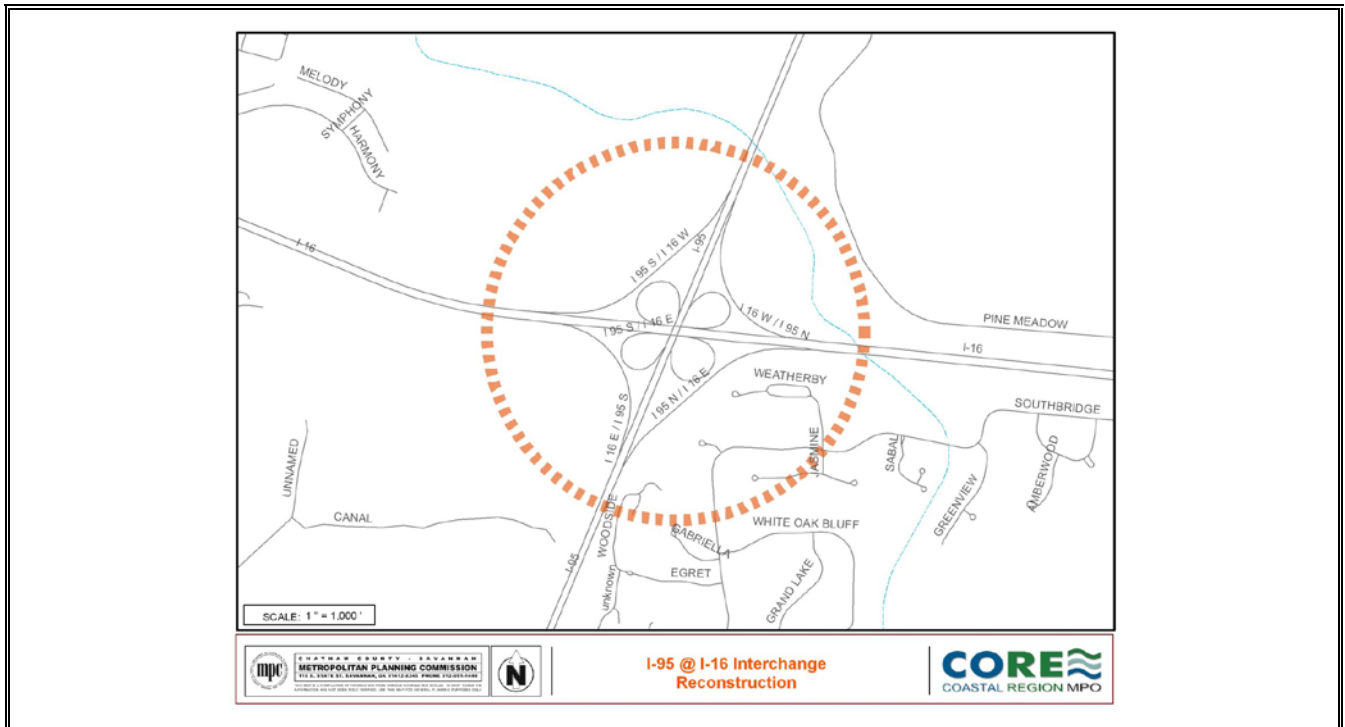 MELODY
SYMPHONY
HARMONY
I-16
I-95
I 95 S / I 16 W
I 95 S / I 16 E
I 16 W / I 95 N
PINE MEADOW
I-16
I 95 N / I 16 E
WEATHERBY
SOUTHBRIDGE
I 16 E / I 95 S
JASMINE
SABAL
AMBERWOOD
GREENVIEW
UNNAMED
CANAL
WOODSIDE
WHITE OAK BLUFF
GABRIELLA
I-95
unknown
EGRET
GRAND LAKE
SCALE: 1 " = 1,000 '
mpc
CHATHAM COUNTY - SAVANNAH
METROPOLITAN PLANNING COMMISSION
N
I-95 @ I-16 Interchange
Reconstruction
CORE
COASTAL REGION MPO